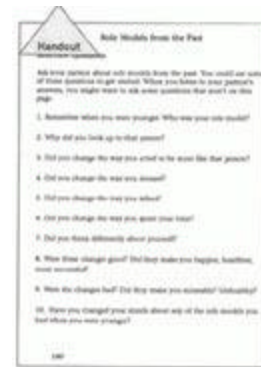 Role Models from the Past
Handout
Ask your partner about role models from the past. You could use some
of these questions to get started. When you listen to your partner's
answers, you might want to ask some questions that aren't on this
page.
1. Remember when you were younger. Who was your role model?
2. Why did you look up to that person?
3. Did you change the way you acted to be more like that person?
4. Did you change the way you
5. Did you change the way you
6. Did you change the way you spent your time?
7. Did you think differently about yourself?
8. Were these changes good? Did they make you happier, healthier,
more successful?
9. Were the changes bad? Did they make you miserable? Unhealthy?
10. Have you changed your mind about any of the role models you
had when you were younger?